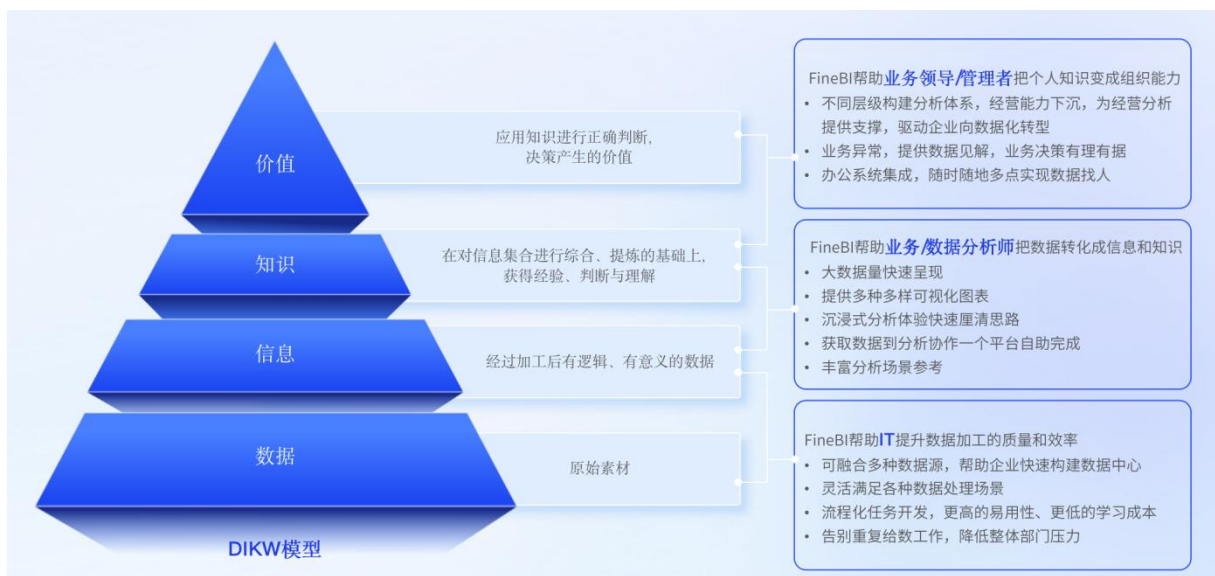 价值
知识
信息
数据
DIKW模型
应用知识进行正确判断,
决策产生的价值
在对信息集合进行综合、提炼的基础上,
获得经验、判断与理解
经过加工后有逻辑、有意义的数据
原始素材
FineBI帮助业务领导/管理者把个人知识变成组织能力
• 不同层级构建分析体系，经营能力下沉，为经营分析
提供支撑，驱动企业向数据化转型
• 业务异常，提供数据见解，业务决策有理有据
• 办公系统集成，随时随地多点实现数据找人
FineBI帮助业务/数据分析师把数据转化成信息和知识
• 大数据量快速呈现
• 提供多种多样可视化图表
• 沉浸式分析体验快速厘清思路
• 获取数据到分析协作一个平台自助完成
• 丰富分析场景参考
FineBI帮助IT提升数据加工的质量和效率
• 可融合多种数据源，帮助企业快速构建数据中心
• 灵活满足各种数据处理场景
• 流程化任务开发，更高的易用性、更低的学习成本
• 告别重复给数工作，降低整体部门压力